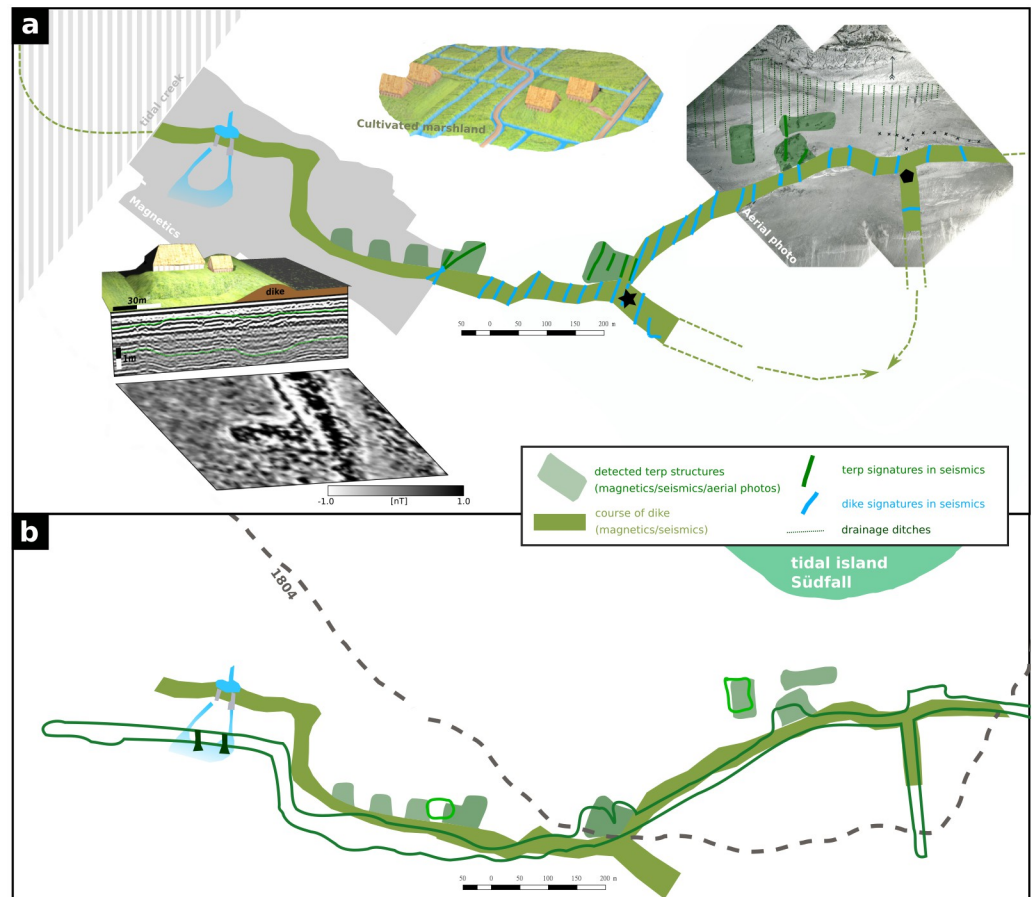 a
tidal creek
Cultivated marshland
Magnetics
Aerial photo
30m
dike
1m
50 0 50 100 150 200 m
-1.0 [nT] 1.0
detected terp structures
(magnetics/seismics/aerial photos)
course of dike
(magnetics/seismics)
terp signatures in seismics
dike signatures in seismics
drainage ditches
b
1804
tidal island
Südfall
50 0 50 100 150 200 m